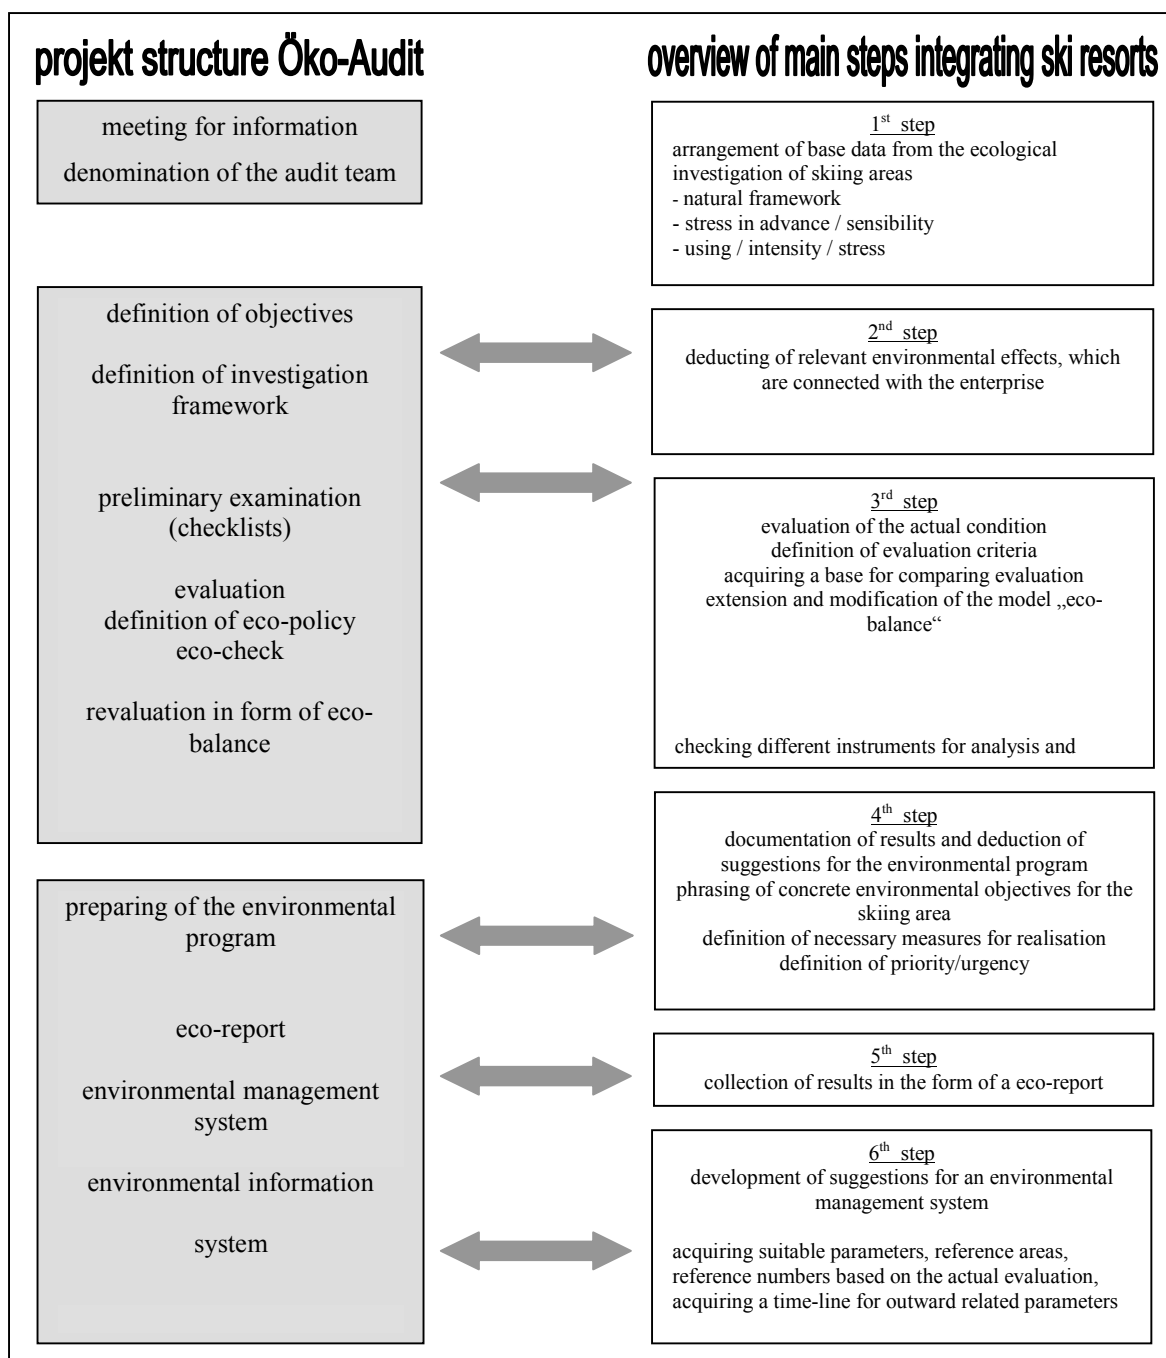 projekt structure Öko-Audit
meeting for information
denomination of the audit team
definition of objectives
definition of investigation
framework
preliminary examination
(checklists)
evaluation
definition of eco-policy
eco-check
revaluation in form of eco-
balance
preparing of the environmental
program
eco-report
environmental management
system
environmental information
system
overview of main steps integrating ski resorts
1st step
arrangement of base data from the ecological
investigation of skiing areas
- natural framework
- stress in advance / sensibility
- using / intensity / stress
2nd step
deducting of relevant environmental effects, which
are connected with the enterprise
3rd step
evaluation of the actual condition
definition of evaluation criteria
acquiring a base for comparing evaluation
extension and modification of the model „eco-
balance“
checking different instruments for analysis and
4th step
documentation of results and deduction of
suggestions for the environmental program
phrasing of concrete environmental objectives for the
skiing area
definition of necessary measures for realisation
definition of priority/urgency
5th step
collection of results in the form of a eco-report
6th step
development of suggestions for an environmental
management system
acquiring suitable parameters, reference areas,
reference numbers based on the actual evaluation,
acquiring a time-line for outward related parameters